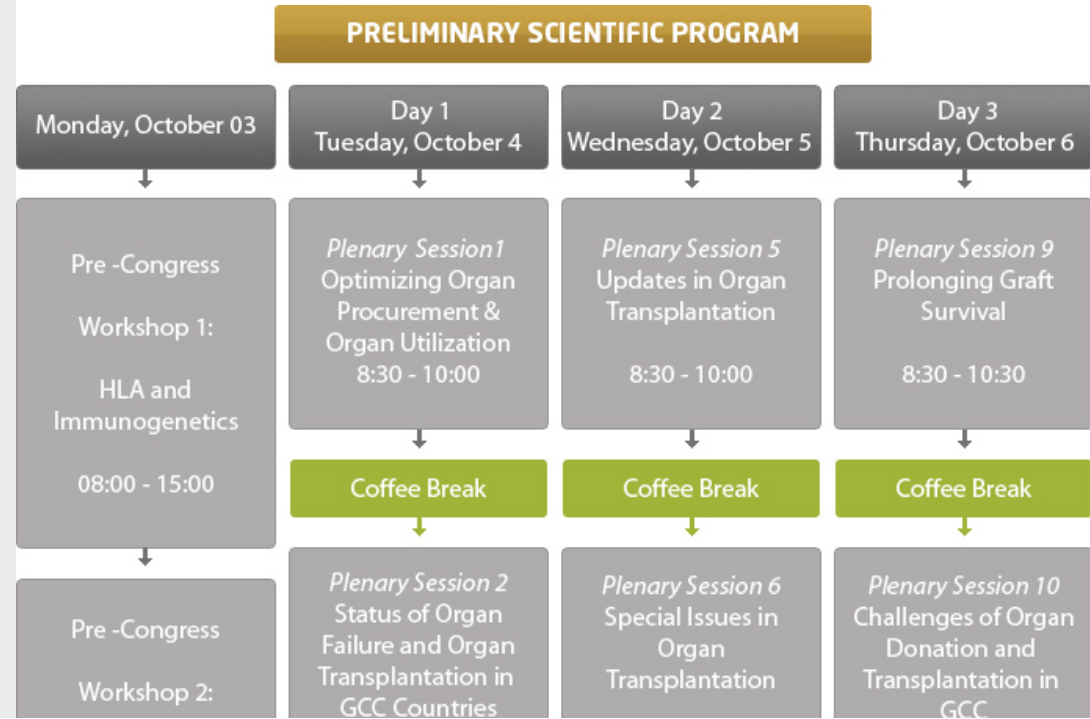 PRELIMINARY SCIENTIFIC PROGRAM
Monday, October 03
Pre -Congress
Workshop 1:
HLA and
Immunogenetics
08:00 - 15:00
Pre -Congress
Workshop 2:
Day 1
Tuesday, October 4
Plenary Session1
Optimizing Organ
Procurement &
Organ Utilization
8:30 - 10:00
Coffee Break
Plenary Session 2
Status of Organ
Failure and Organ
Transplantation in
GCC Countries
Day 2
Wednesday, October 5
Plenary Session 5
Updates in Organ
Transplantation
8:30 - 10:00
Coffee Break
Plenary Session 6
Special Issues in
Organ
Transplantation
Day 3
Thursday, October 6
Plenary Session 9
Prolonging Graft
Survival
8:30 - 10:30
Coffee Break
Plenary Session 10
Challenges of Organ
Donation and
Transplantation in
GCC